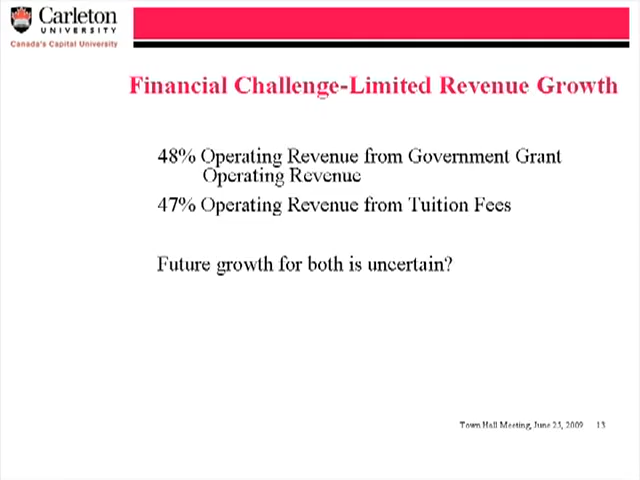 Carleton
UNIVERSITY
Canada's Capital University
Financial Challenge-Limited Revenue Growth
48% Operating Revenue from Government Grant
Operating Revenue
47% Operating Revenue from Tuition Fees
Future growth for both is uncertain?
Town Hall Meeting, June 25, 2009 13